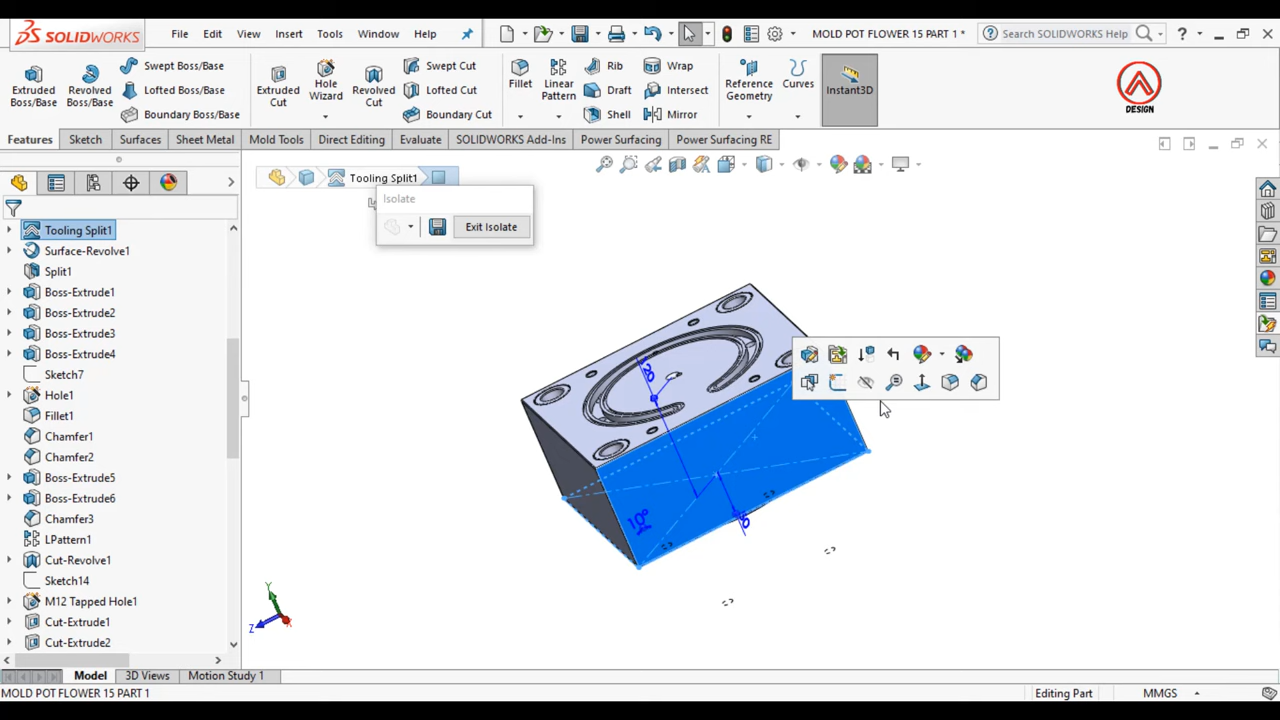 SOLIDWORKS File Edit View Insert Tools Window Help MOLD POT FLOWER 15 PART 1 * Search SOLIDWORKS Help
Extruded Boss/Base Revolved Boss/Base Swept Boss/Base Lofted Boss/Base Boundary Boss/Base Extruded Cut Hole Wizard Revolved Cut Swept Cut Lofted Cut Boundary Cut Fillet Linear Pattern Rib Draft Shell Wrap Intersect Mirror Reference Geometry Curves Instant3D
DESIGN
Features Sketch Surfaces Sheet Metal Mold Tools Direct Editing Evaluate SOLIDWORKS Add-Ins Power Surfacing Power Surfacing RE
Tooling Split1
Isolate
Exit Isolate
Tooling Split1
Surface-Revolve1
Split1
Boss-Extrude1
Boss-Extrude2
Boss-Extrude3
Boss-Extrude4
Sketch7
Hole1
Fillet1
Chamfer1
Chamfer2
Boss-Extrude5
Boss-Extrude6
Chamfer3
LPattern1
Cut-Revolve1
Sketch14
M12 Tapped Hole1
Cut-Extrude1
Cut-Extrude2
10°
Y
Z
Model 3D Views Motion Study 1
MOLD POT FLOWER 15 PART 1 Editing Part MMGS